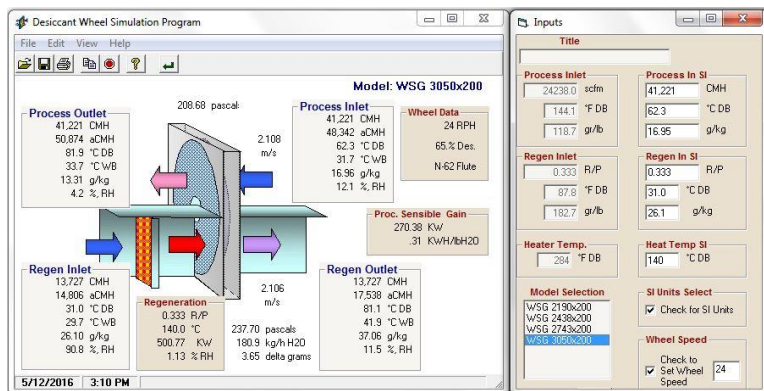 Desiccant Wheel Simulation Program
File Edit View Help
Model: WSG 3050x200
208.68 pascals
Process Outlet
41,221 CMH
50,874 aCMH
81.9 °C DB
33.7 °C WB
13.31 g/kg
4.2 %, RH
2.108
m/s
Process Inlet
41,221 CMH
48,342 aCMH
62.3 °C DB
31.7 °C WB
16.96 g/kg
12.1 %, RH
Wheel Data
24 RPH
65.% Des.
N-62 Flute
Proc. Sensible Gain
270.38 KW
.31 KWH/lbH20
Regen Inlet
13,727 CMH
14,806 aCMH
31.0 °C DB
29.7 °C WB
26.10 g/kg
90.8 %, RH
Regeneration
0.333 R/P
140.0 °C
500.77 KW
1.13 % RH
2.106
m/s
237.70 pascals
180.9 kg/h H20
3.65 delta grams
Regen Outlet
13,727 CMH
17,538 aCMH
81.1 °C DB
41.9 °C WB
37.06 g/kg
11.5 %, RH
5/12/2016 3:10 PM
Inputs
Title
Process Inlet
24238.0 scfm
144.1 °F DB
118.7 gr/lb
Process In SI
41,221 CMH
62.3 °C DB
16.95 g/kg
Regen Inlet
0.333 R/P
87.8 °F DB
182.7 gr/lb
Regen In SI
0.333 R/P
31.0 °C DB
26.1 g/kg
Heater Temp.
284 °F DB
Heat Temp SI
140 °C DB
Model Selection
WSG 2190x200
WSG 2438x200
WSG 2743x200
WSG 3050x200
SI Units Select
Check for SI Units
Wheel Speed
Check to
Set Wheel 24
Speed